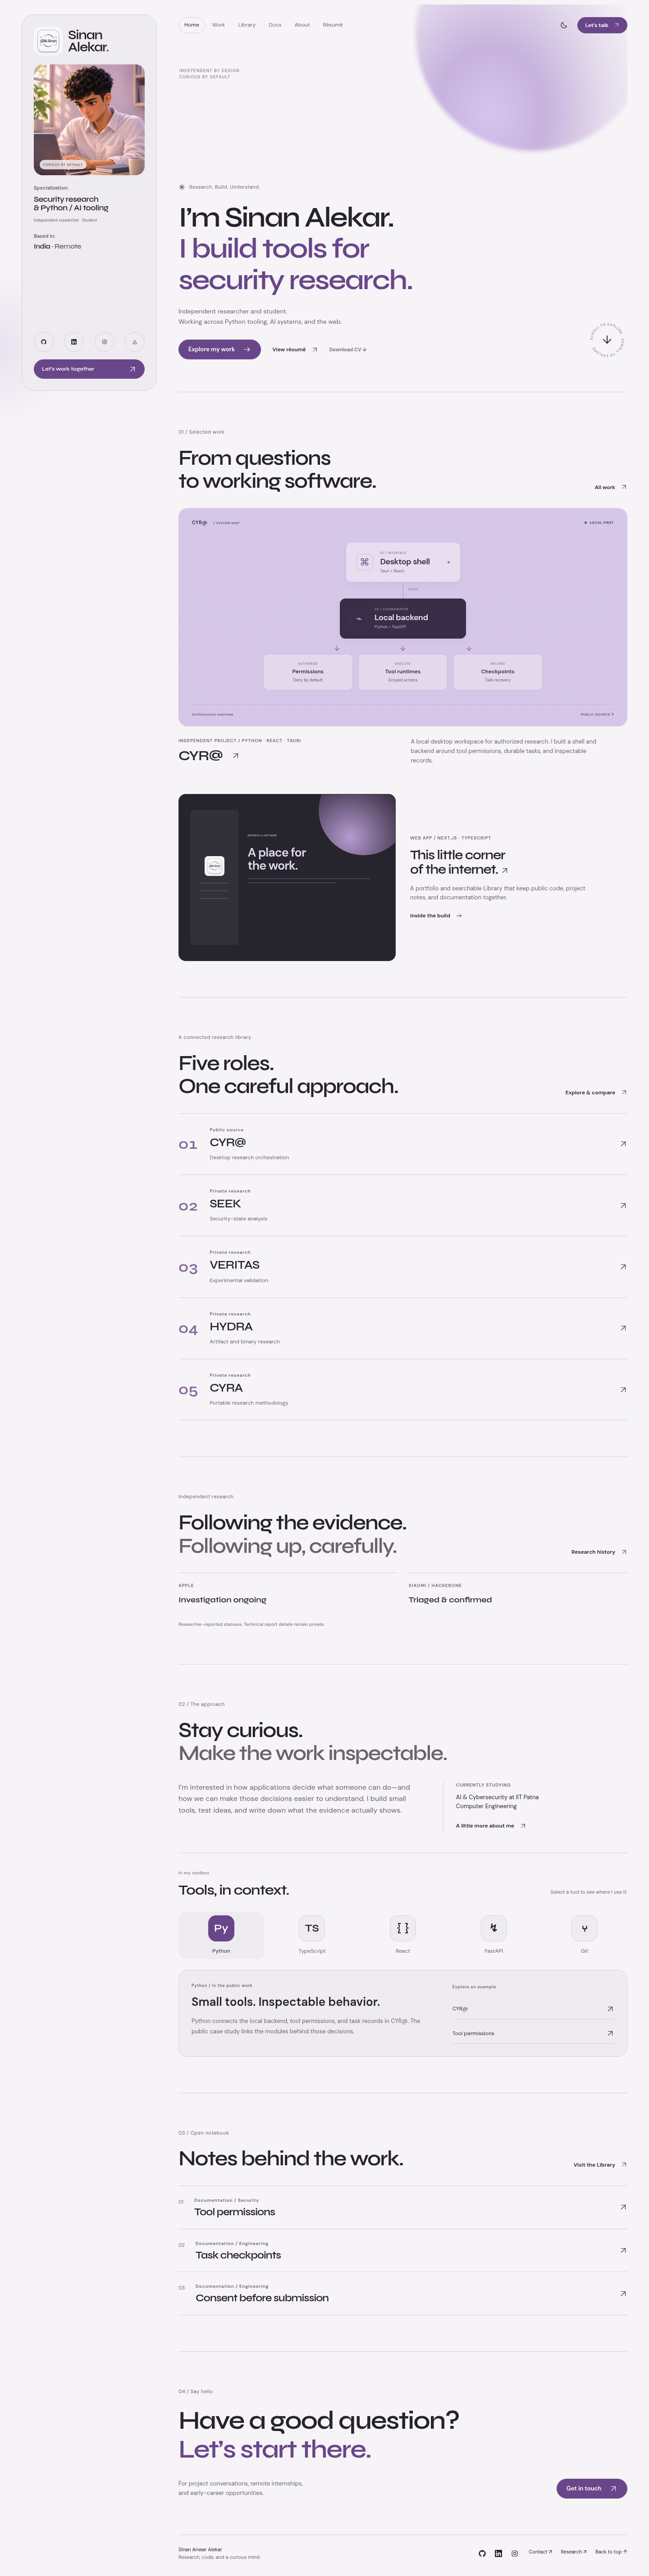 Sinan
Alekar.
CURIOUS BY DEFAULT
Specialization:
Security research
& Python / AI tooling
Independent researcher · Student
Based in:
India · Remote
Let's work together
Home
Work
Library
Docs
About
Résumé
Let's talk
INDEPENDENT BY DESIGN
CURIOUS BY DEFAULT
Research. Build. Understand.
I'm Sinan Alekar.
I build tools for
security research.
Independent researcher and student.
Working across Python tooling, AI systems, and the web.
Explore my work
View résumé
Download CV ↓
SCROLL TO EXPLORE · SCROLL TO EXPLORE ·
01 / Selected work
From questions
to working software.
All work
CYR@ / SYSTEM MAP
LOCAL FIRST
01 / INTERFACE
Desktop shell
Tauri + React
02 / COORDINATOR
Local backend
Python + FastAPI
AUTHORIZE
Permissions
Deny by default
EXECUTE
Tool runtimes
Scoped actions
RECORD
Checkpoints
Task recovery
Architecture overview
PUBLIC SOURCE ↗
INDEPENDENT PROJECT / PYTHON · REACT · TAURI
CYR@
A local desktop workspace for authorized research. I built a shell and
backend around tool permissions, durable tasks, and inspectable
records.
RESEARCH & SOFTWARE
A place for
the work.
WEB APP / NEXT.JS · TYPESCRIPT
This little corner
of the internet.
A portfolio and searchable Library that keep public code, project
notes, and documentation together.
Inside the build
A connected research library
Five roles.
One careful approach.
Explore & compare
01
Public source
CYR@
Desktop research orchestration
02
Private research
SEEK
Security-state analysis
03
Private research
VERITAS
Experimental validation
04
Private research
HYDRA
Artifact and binary research
05
Private research
CYRA
Portable research methodology
Independent research
Following the evidence.
Following up, carefully.
Research history
APPLE
Investigation ongoing
XIAOMI / HACKERONE
Triaged & confirmed
Researcher-reported statuses. Technical report details remain private.
02 / The approach
Stay curious.
Make the work inspectable.
I'm interested in how applications decide what someone can do—and
how we can make those decisions easier to understand. I build small
tools, test ideas, and write down what the evidence actually shows.
CURRENTLY STUDYING
AI & Cybersecurity at IIT Patna
Computer Engineering
A little more about me
In my toolbox
Tools, in context.
Select a tool to see where I use it.
Py
Python
TS
TypeScript
{ }
React
FastAPI
Git
Python / In the public work
Small tools. Inspectable behavior.
Python connects the local backend, tool permissions, and task records in CYR@. The
public case study links the modules behind those decisions.
Explore an example
CYR@
Tool permissions
03 / Open notebook
Notes behind the work.
Visit the Library
01
Documentation / Security
Tool permissions
02
Documentation / Engineering
Task checkpoints
03
Documentation / Engineering
Consent before submission
04 / Say hello
Have a good question?
Let's start there.
For project conversations, remote internships,
and early-career opportunities.
Get in touch
Sinan Anwar Alekar
Research, code, and a curious mind.
Contact ↗
Research ↗
Back to top ↑